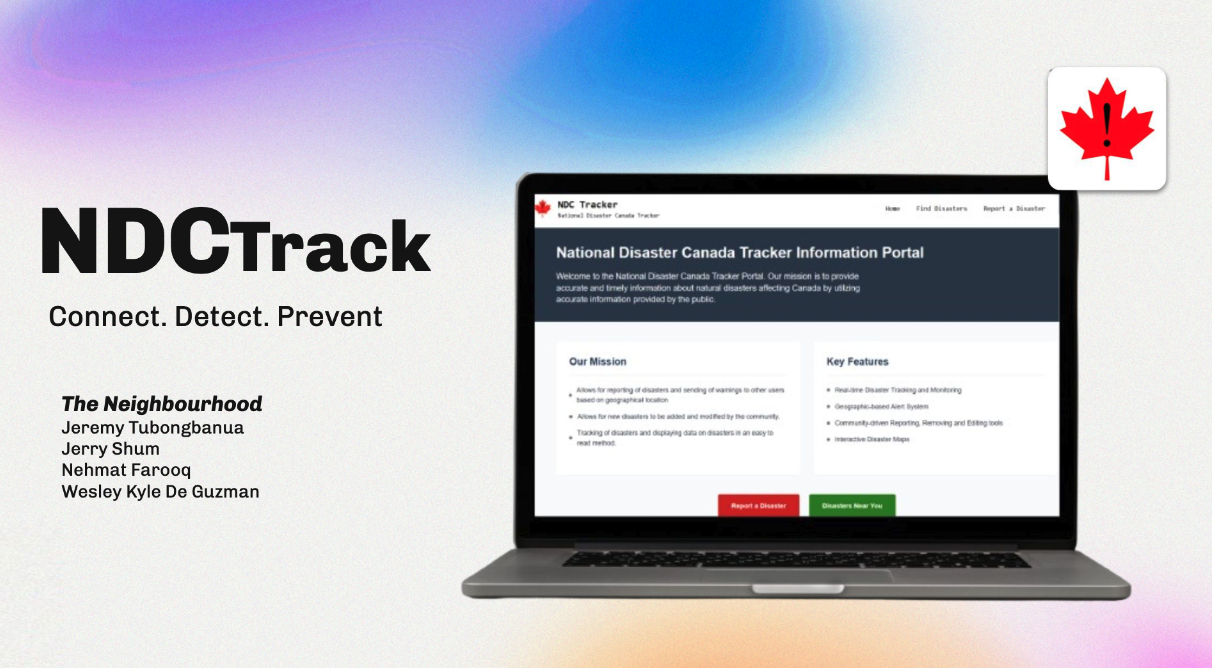 NDCTrack
Connect. Detect. Prevent
The Neighbourhood
Jeremy Tubongbanua
Jerry Shum
Nehmat Farooq
Wesley Kyle De Guzman
!
NDC Tracker
National Disaster Canada Tracker
Home Find Disasters Report a Disaster
National Disaster Canada Tracker Information Portal
Welcome to the National Disaster Canada Tracker Portal. Our mission is to provide
accurate and timely information about natural disasters affecting Canada by utilizing
accurate information provided by the public.
Our Mission
Allows for reporting of disasters and sending of warnings to other users
based on geographical location
Allows for new disasters to be added and modified by the community.
Tracking of disasters and displaying data on disasters in an easy to
read method.
Key Features
Real-time Disaster Tracking and Monitoring
Geographic-based Alert System
Community-driven Reporting, Removing and Editing tools
Interactive Disaster Maps
Report a Disaster
Disasters Near You